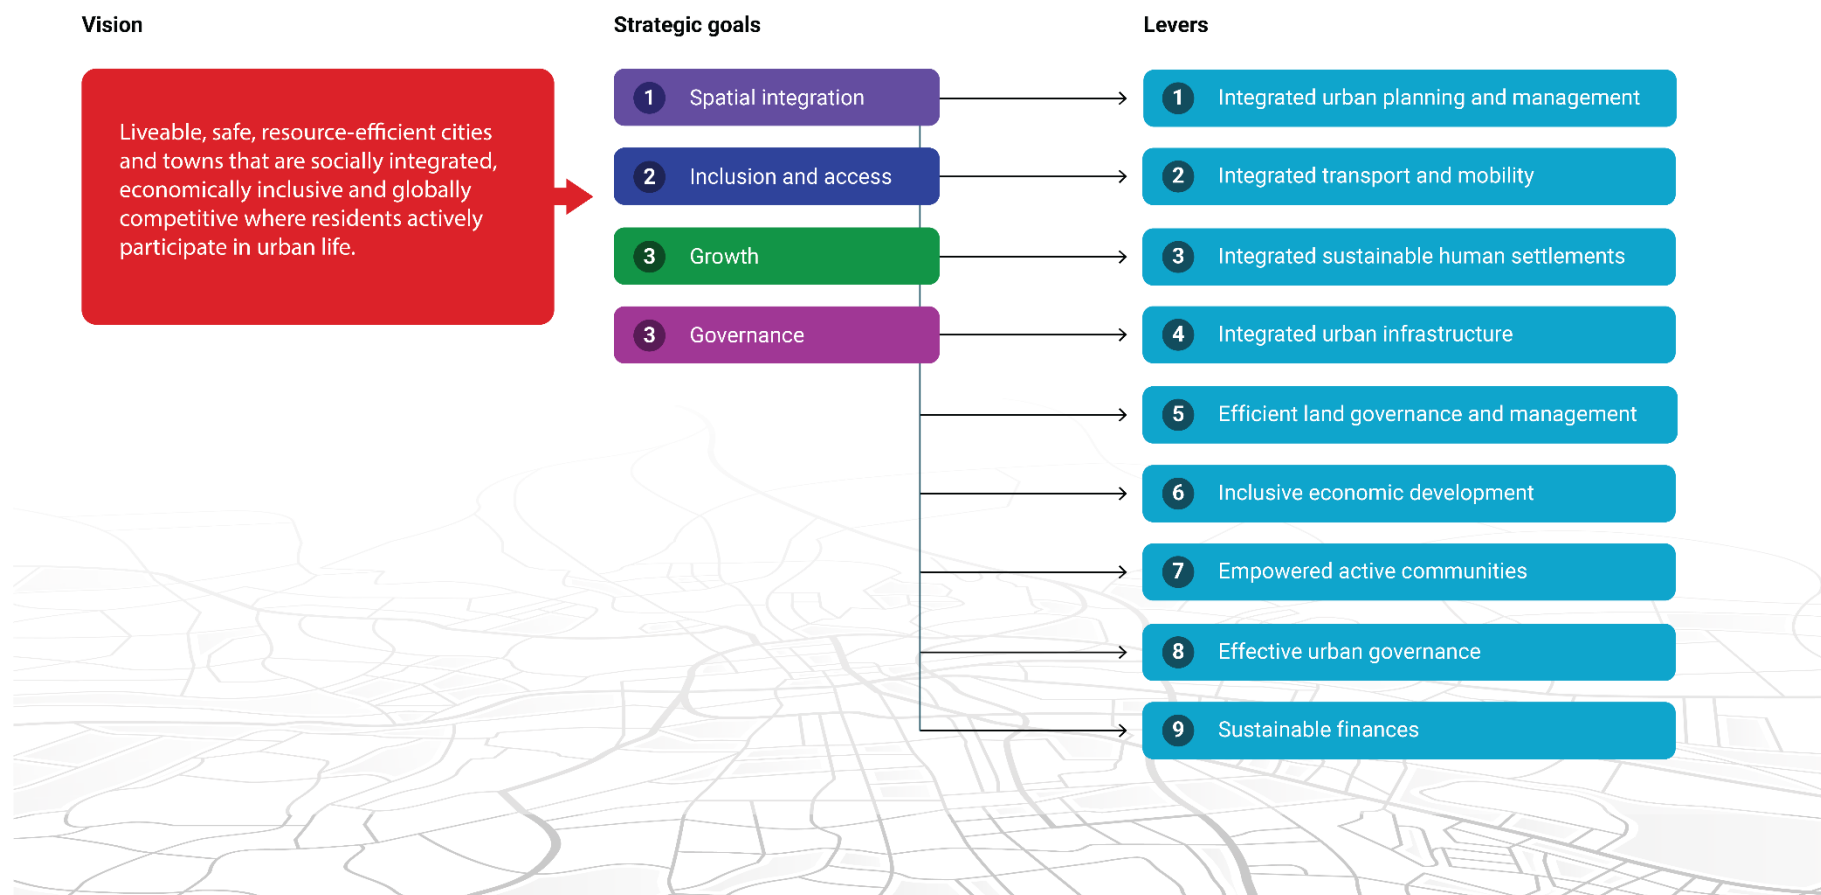 Vision
Liveable, safe, resource-efficient cities
and towns that are socially integrated,
economically inclusive and globally
competitive where residents actively
participate in urban life.
Strategic goals
1 Spatial integration
2 Inclusion and access
3 Growth
3 Governance
Levers
1 Integrated urban planning and management
2 Integrated transport and mobility
3 Integrated sustainable human settlements
4 Integrated urban infrastructure
5 Efficient land governance and management
6 Inclusive economic development
7 Empowered active communities
8 Effective urban governance
9 Sustainable finances